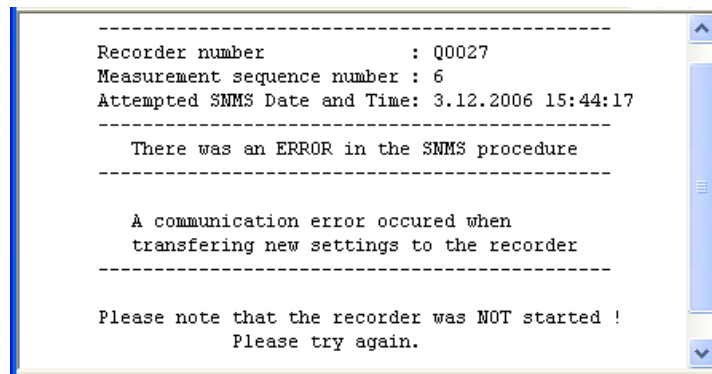 ---------------------------------------------
Recorder number             : Q0027
Measurement sequence number : 6
Attempted SNMS Date and Time: 3.12.2006 15:44:17
---------------------------------------------
There was an ERROR in the SNMS procedure
---------------------------------------------
A communication error occured when
transfering new settings to the recorder
---------------------------------------------
Please note that the recorder was NOT started !
Please try again.